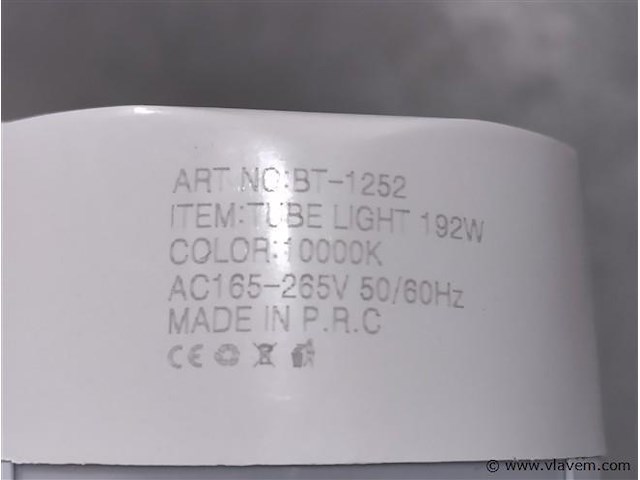 ART NO:BT-1252
ITEM:TUBE LIGHT 192W
COLOR:10000K
AC165-265V 50/60Hz
MADE IN P.R.C
CE
© www.vlavem.com